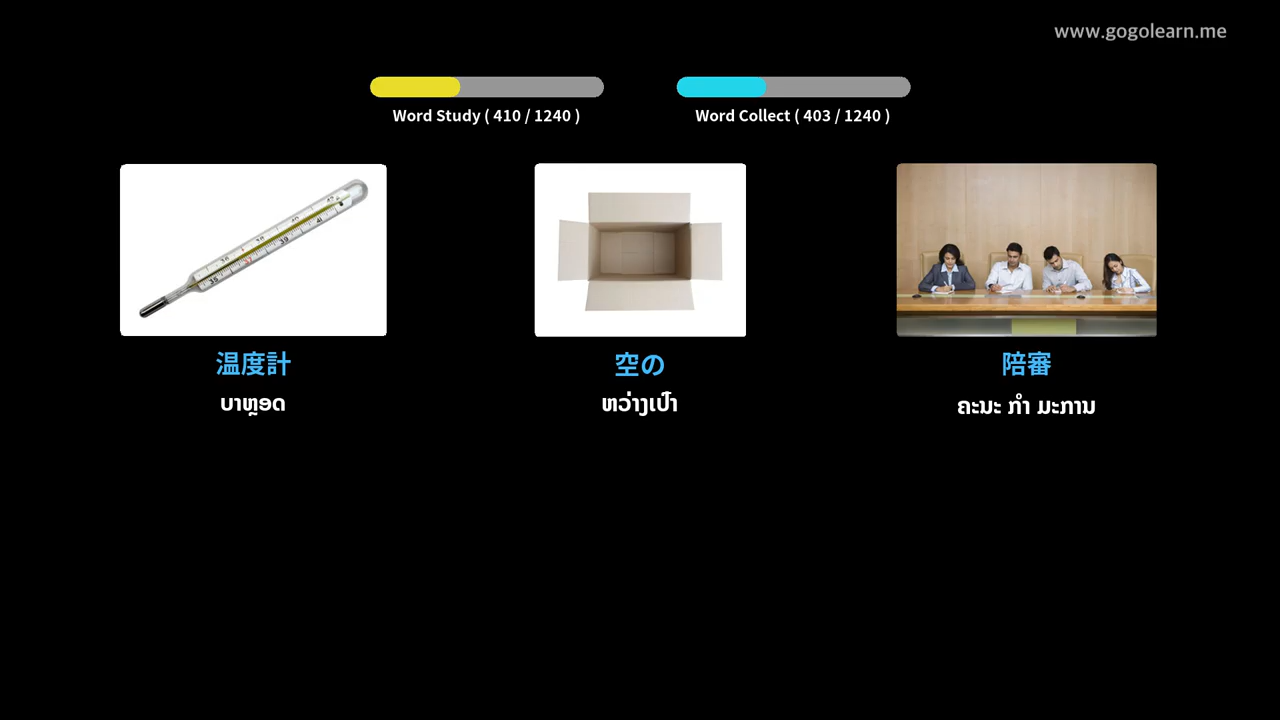 www.gogolearn.me
Word Study ( 410 / 1240 )
Word Collect ( 403 / 1240 )
温度計
空の
陪審
ບາຫຼອດ
ຫວ່າງເປົ່າ
ຄະນະ ກຳ ມະການ